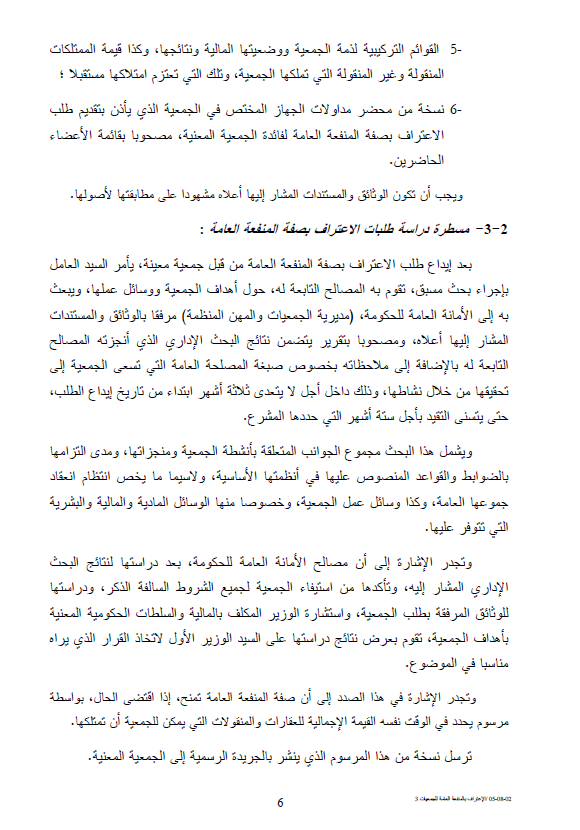 5- القوائم التركيبية لذمة الجمعية ووضعيتها المالية ونتائجها، وكذا قيمة الممتلكات
المنقولة وغير المنقولة التي تملكها الجمعية، وتلك التي تعتزم امتلاكها مستقبلا ؛
6- نسخة من محضر مداولات الجهاز المختص في الجمعية الذي يأذن بتقديم طلب
الاعتراف بصفة المنفعة العامة لفائدة الجمعية المعنية، مصحوبا بقائمة الأعضاء
الحاضرين.
ويجب أن تكون الوثائق والمستندات المشار إليها أعلاه مشهودا على مطابقتها لأصولها.
2-3- مسطرة دراسة طلبات الاعتراف بصفة المنفعة العامة :
بعد إيداع طلب الاعتراف بصفة المنفعة العامة من قبل جمعية معينة، يأمر السيد العامل
بإجراء بحث مسبق، تقوم به المصالح التابعة له، حول أهداف الجمعية ووسائل عملها، ويبعث
به إلى الأمانة العامة للحكومة، (مديرية الجمعيات والمهن المنظمة) مرفقا بالوثائق والمستندات
المشار إليها أعلاه، ومصحوبا بتقرير يتضمن نتائج البحث الإداري الذي أنجزته المصالح
التابعة له بالإضافة إلى ملاحظاته بخصوص صبغة المصلحة العامة التي تسعى الجمعية إلى
تحقيقها من خلال نشاطها، وذلك داخل أجل لا يتعدى ثلاثة أشهر ابتداء من تاريخ إيداع الطلب،
حتى يتسنى التقيد بأجل ستة أشهر التي حددها المشرع.
ويشمل هذا البحث مجموع الجوانب المتعلقة بأنشطة الجمعية ومنجزاتها، ومدى التزامها
بالضوابط والقواعد المنصوص عليها في أنظمتها الأساسية، ولاسيما ما يخص انتظام انعقاد
جموعها العامة، وكذا وسائل عمل الجمعية، وخصوصا منها الوسائل المادية والمالية والبشرية
التي تتوفر عليها.
وتجدر الإشارة إلى أن مصالح الأمانة العامة للحكومة، بعد دراستها لنتائج البحث
الإداري المشار إليه، وتأكدها من استيفاء الجمعية لجميع الشروط السالفة الذكر، ودراستها
للوثائق المرفقة بطلب الجمعية، واستشارة الوزير المكلف بالمالية والسلطات الحكومية المعنية
بأهداف الجمعية، تقوم بعرض نتائج دراستها على السيد الوزير الأول لاتخاذ القرار الذي يراه
مناسبا في الموضوع.
وتجدر الإشارة في هذا الصدد إلى أن صفة المنفعة العامة تمنح، إذا اقتضى الحال، بواسطة
مرسوم يحدد في الوقت نفسه القيمة الإجمالية للعقارات والمنقولات التي يمكن للجمعية أن تمتلكها.
ترسل نسخة من هذا المرسوم الذي ينشر بالجريدة الرسمية إلى الجمعية المعنية.
05-08-02 /الإعتراف بالمنفعة العامة للجمعيات 3
6